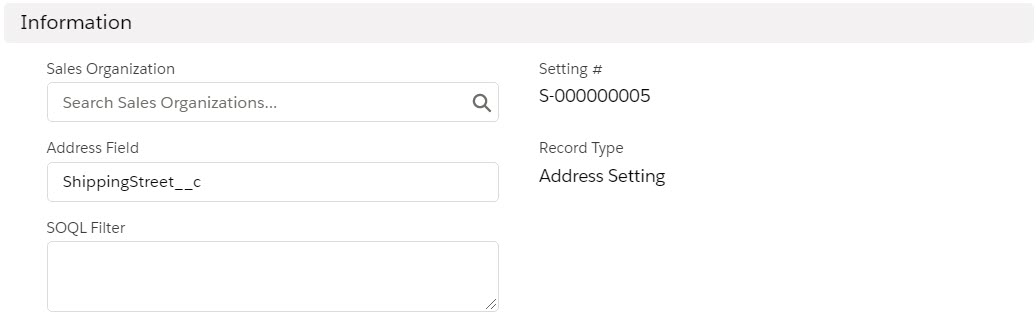 Information
Sales Organization
Search Sales Organizations...
Setting #
S-000000005
Address Field
ShippingStreet__c
Record Type
Address Setting
SOQL Filter